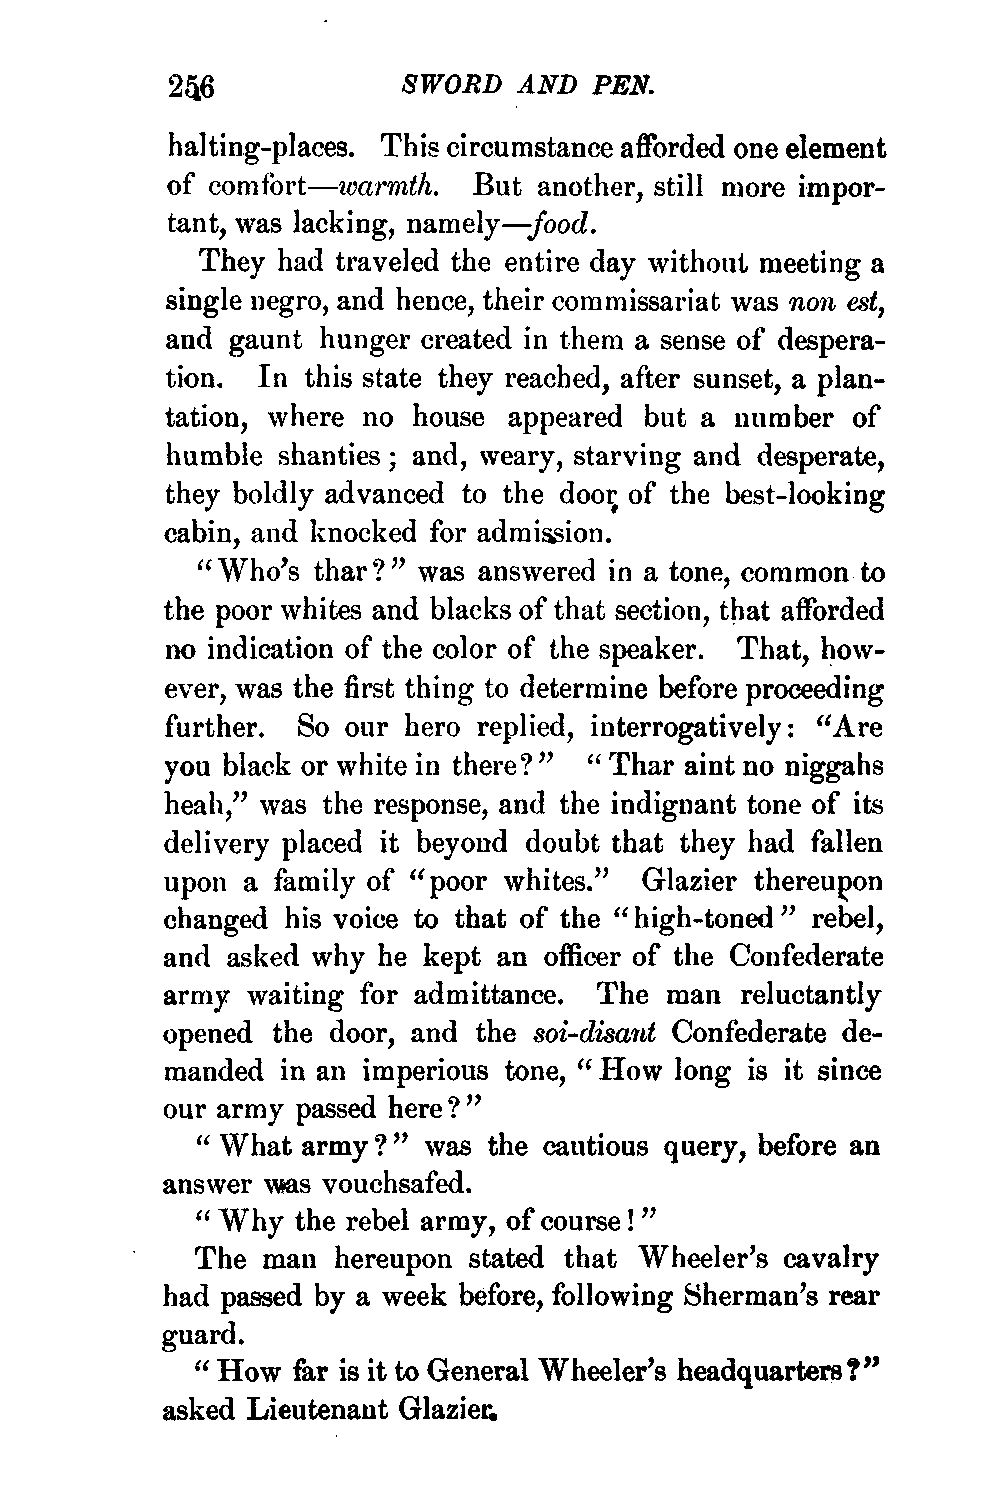 256 SWORD AND PEN.
halting-places. This circumstance afforded one element
of comfort—warmth. But another, still more impor-
tant, was lacking, namely—food.
They had traveled the entire day without meeting a
single negro, and hence, their commissariat was non est,
and gaunt hunger created in them a sense of despera-
tion. In this state they reached, after sunset, a plan-
tation, where no house appeared but a number of
humble shanties; and, weary, starving and desperate,
they boldly advanced to the door of the best-looking
cabin, and knocked for admission.
"Who's thar?" was answered in a tone, common to
the poor whites and blacks of that section, that afforded
no indication of the color of the speaker. That, how-
ever, was the first thing to determine before proceeding
further. So our hero replied, interrogatively: "Are
you black or white in there?" "Thar aint no niggahs
heah," was the response, and the indignant tone of its
delivery placed it beyond doubt that they had fallen
upon a family of "poor whites." Glazier thereupon
changed his voice to that of the "high-toned" rebel,
and asked why he kept an officer of the Confederate
army waiting for admittance. The man reluctantly
opened the door, and the soi-disant Confederate de-
manded in an imperious tone, "How long is it since
our army passed here?"
"What army?" was the cautious query, before an
answer was vouchsafed.
"Why the rebel army, of course!"
The man hereupon stated that Wheeler's cavalry
had passed by a week before, following Sherman's rear
guard.
"How far is it to General Wheeler's headquarters?"
asked Lieutenant Glazier.